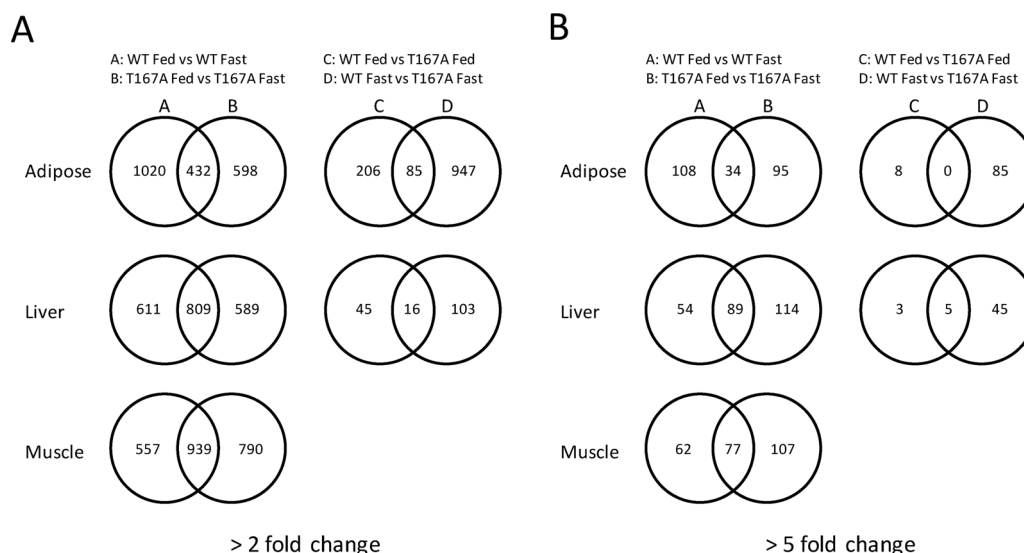 A
A: WT Fed vs WT Fast
B: T167A Fed vs T167A Fast
C: WT Fed vs T167A Fed
D: WT Fast vs T167A Fast
A B C D
Adipose 1020 432 598 206 85 947
Liver 611 809 589 45 16 103
Muscle 557 939 790
> 2 fold change
B
A: WT Fed vs WT Fast
B: T167A Fed vs T167A Fast
C: WT Fed vs T167A Fed
D: WT Fast vs T167A Fast
A B C D
Adipose 108 34 95 8 0 85
Liver 54 89 114 3 5 45
Muscle 62 77 107
> 5 fold change